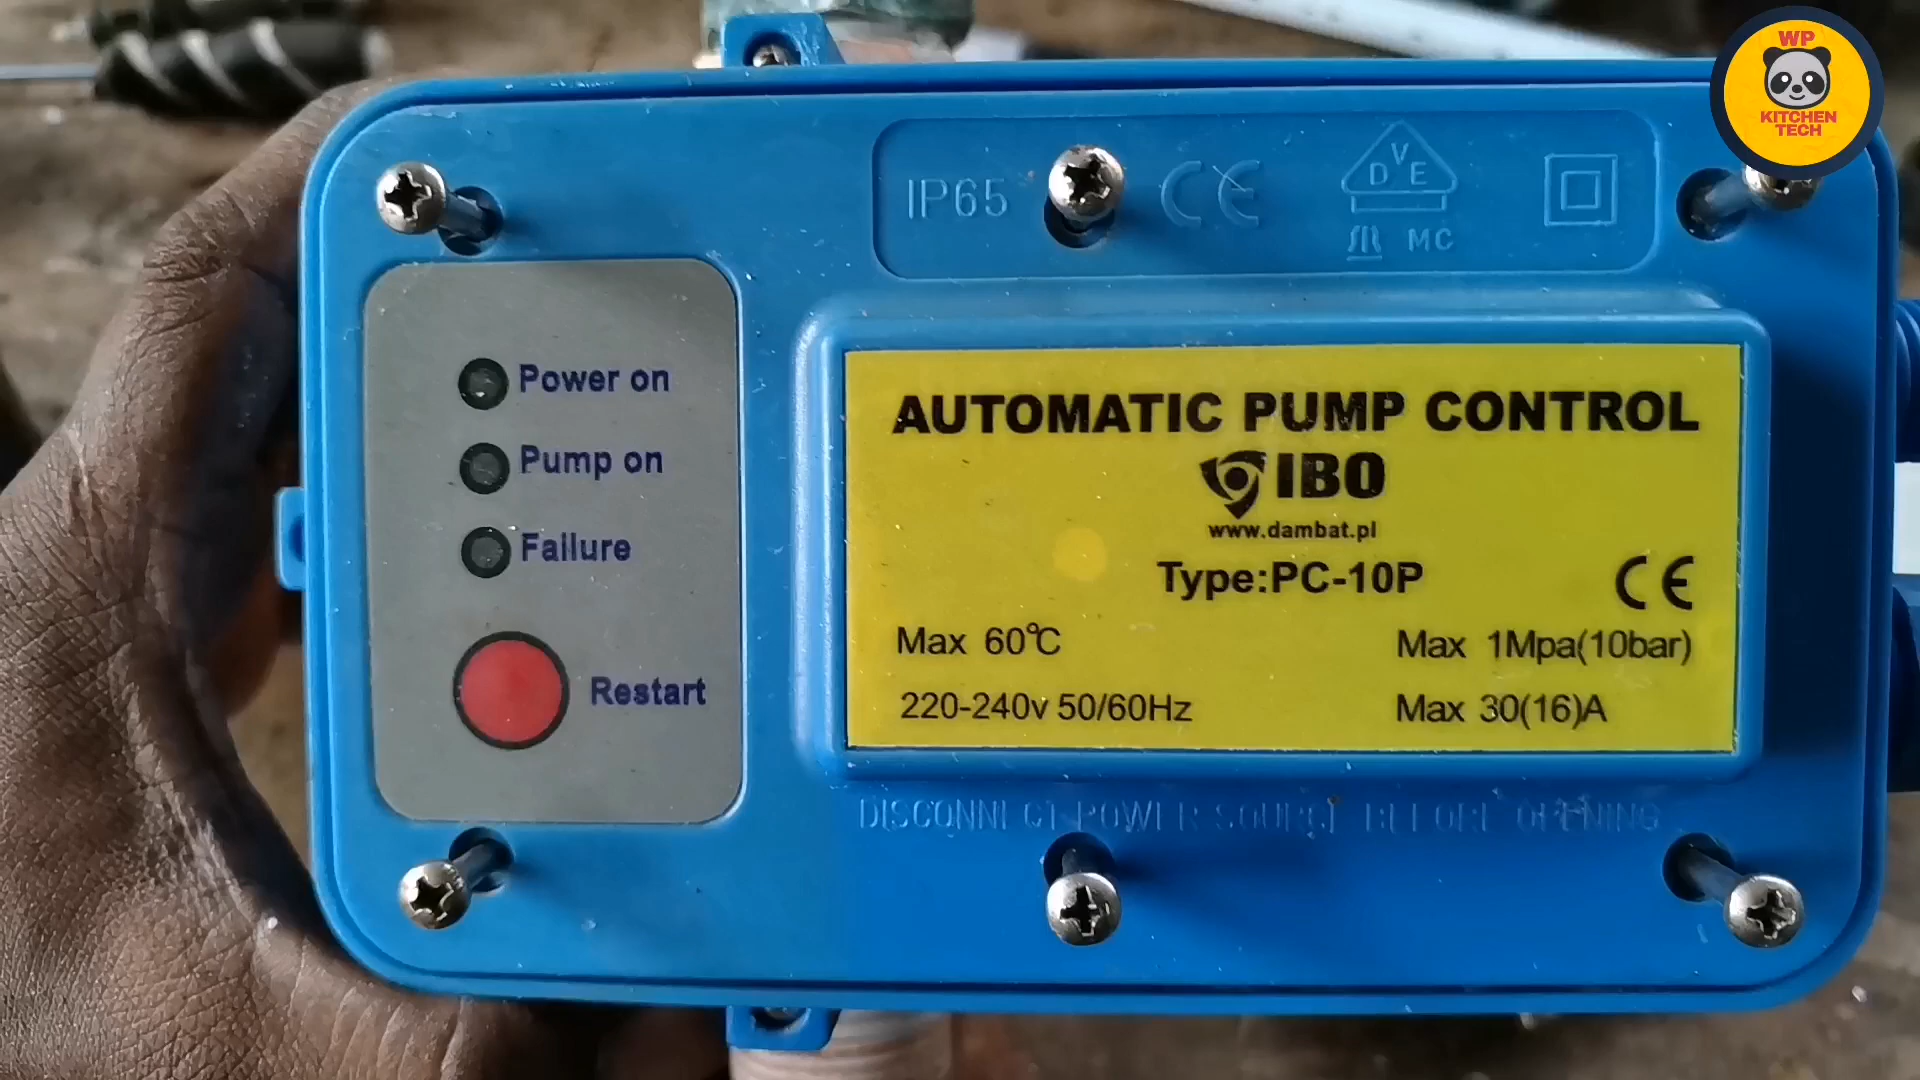 WP
KITCHEN
TECH
IP65
CE
D V E
MC
Power on
Pump on
Failure
Restart
AUTOMATIC PUMP CONTROL
IBO
www.dambat.pl
Type:PC-10P
CE
Max 60℃
Max 1Mpa(10bar)
220-240v 50/60Hz
Max 30(16)A
DISCONNECT POWER SOURCE BEFORE OPENING